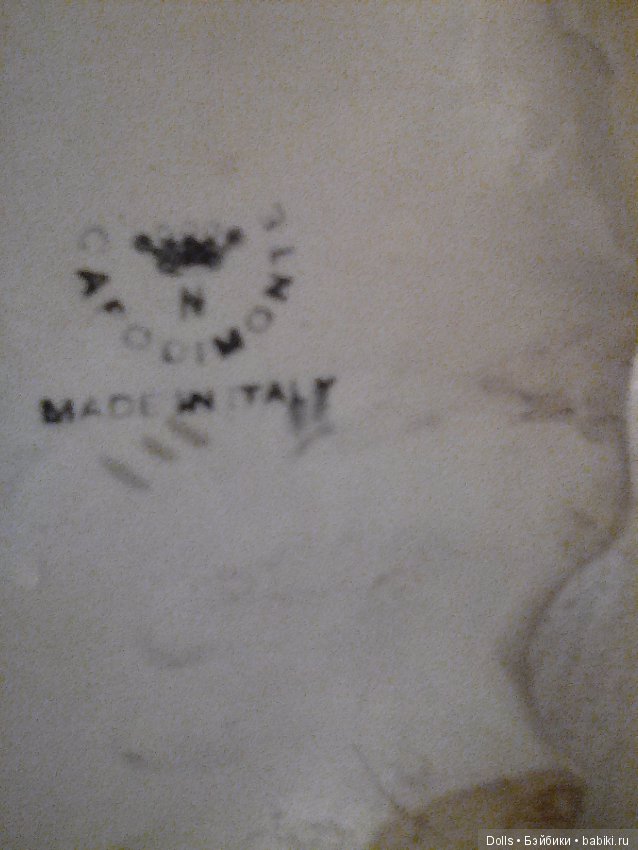 N
CAPODIMONTE
MADE IN ITALY
Dolls • Бэйбики • babiki.ru